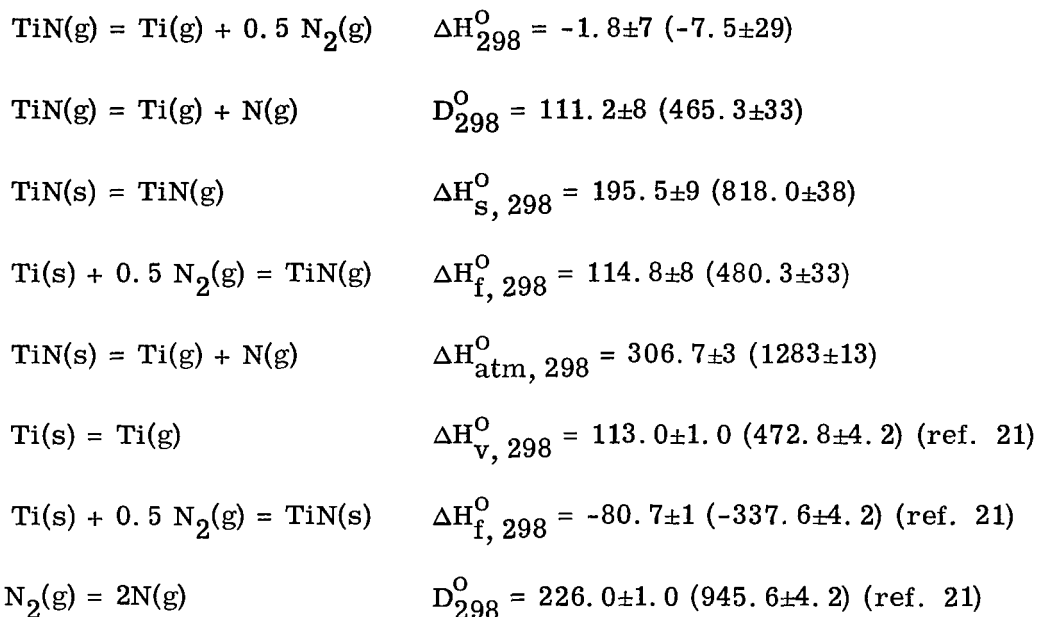 TiN(g) = Ti(g) + 0.5 N₂(g) ΔH°₂₉₈ = -1.8±7 (-7.5±29)
TiN(g) = Ti(g) + N(g) D°₂₉₈ = 111.2±8 (465.3±33)
TiN(s) = TiN(g) ΔH°s, 298 = 195.5±9 (818.0±38)
Ti(s) + 0.5 N₂(g) = TiN(g) ΔH°f, 298 = 114.8±8 (480.3±33)
TiN(s) = Ti(g) + N(g) ΔH°atm, 298 = 306.7±3 (1283±13)
Ti(s) = Ti(g) ΔH°v, 298 = 113.0±1.0 (472.8±4.2) (ref. 21)
Ti(s) + 0.5 N₂(g) = TiN(s) ΔH°f, 298 = -80.7±1 (-337.6±4.2) (ref. 21)
N₂(g) = 2N(g) D°₂₉₈ = 226.0±1.0 (945.6±4.2) (ref. 21)